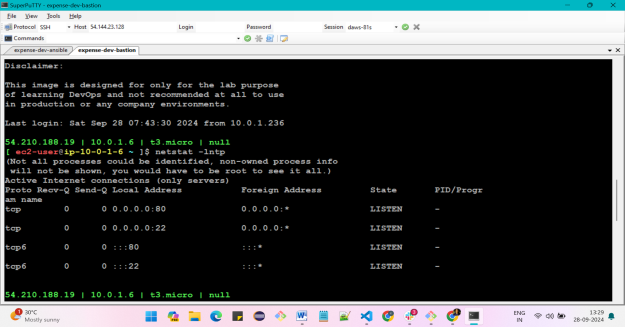 SuperPuTTY - expense-dev-bastion
File View Tools Help
Protocol SSH Host 54.144.23.128 Login Password Session daws-81s
Commands
expense-dev-ansible expense-dev-bastion
Disclaimer:
This image is designed for only for the lab purpose
of learning DevOps and not recommended at all to use
in production or any company environments.
Last login: Sat Sep 28 07:43:30 2024 from 10.0.1.236
54.210.188.19 | 10.0.1.6 | t3.micro | null
[ ec2-user@ip-10-0-1-6 ~ ]$ netstat -lntp
(Not all processes could be identified, non-owned process info
will not be shown, you would have to be root to see it all.)
Active Internet connections (only servers)
Proto Recv-Q Send-Q Local Address Foreign Address State PID/Progr
am name
tcp 0 0 0.0.0.0:80 0.0.0.0:* LISTEN -
tcp 0 0 0.0.0.0:22 0.0.0.0:* LISTEN -
tcp6 0 0 :::80 :::* LISTEN -
tcp6 0 0 :::22 :::* LISTEN -
54.210.188.19 | 10.0.1.6 | t3.micro | null
30°C
Mostly sunny
ENG
IN
13:29
28-09-2024